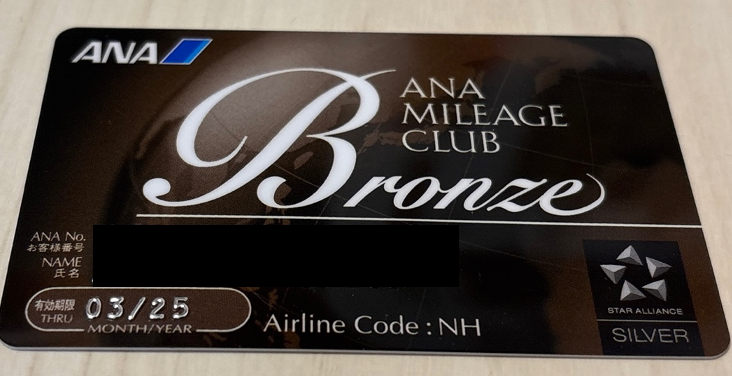 ANA
ANA
MILEAGE
CLUB
Bronze
ANA No.
お客様番号
NAME
氏名
有効期限
THRU
03/25
MONTH/YEAR
Airline Code : NH
STAR ALLIANCE
SILVER